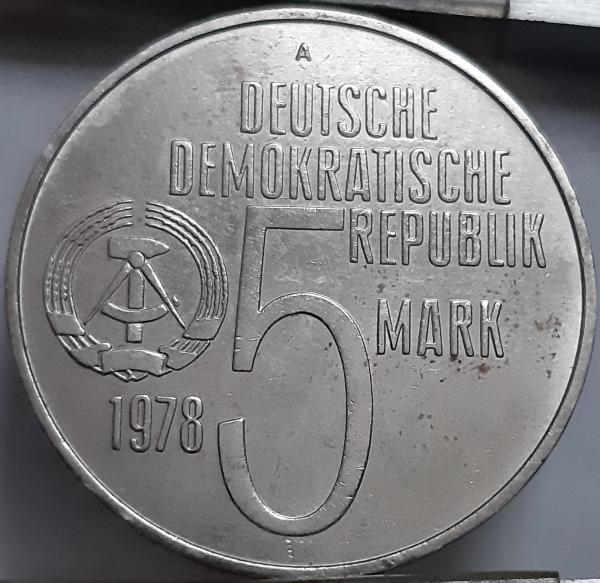 A
DEUTSCHE
DEMOKRATISCHE
REPUBLIK
5 MARK
1978